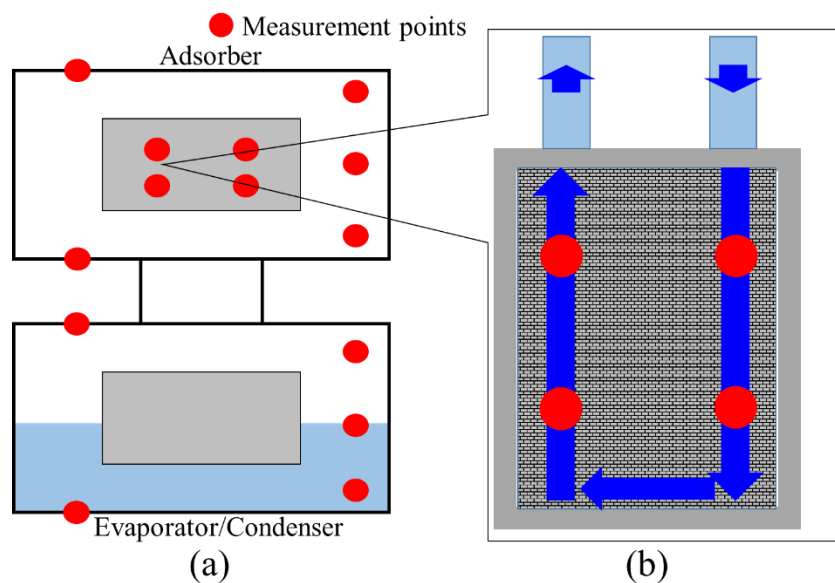 Measurement points
Adsorber
Evaporator/Condenser
(a)
(b)